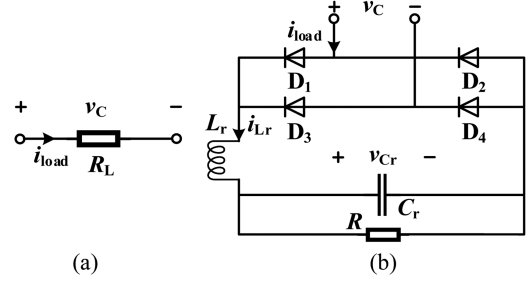 + v_C −
i_load
D_1 D_2
+ v_C −
L_r i_Lr D_3 D_4
i_load R_L
+ v_Cr −
R C_r
(a) (b)